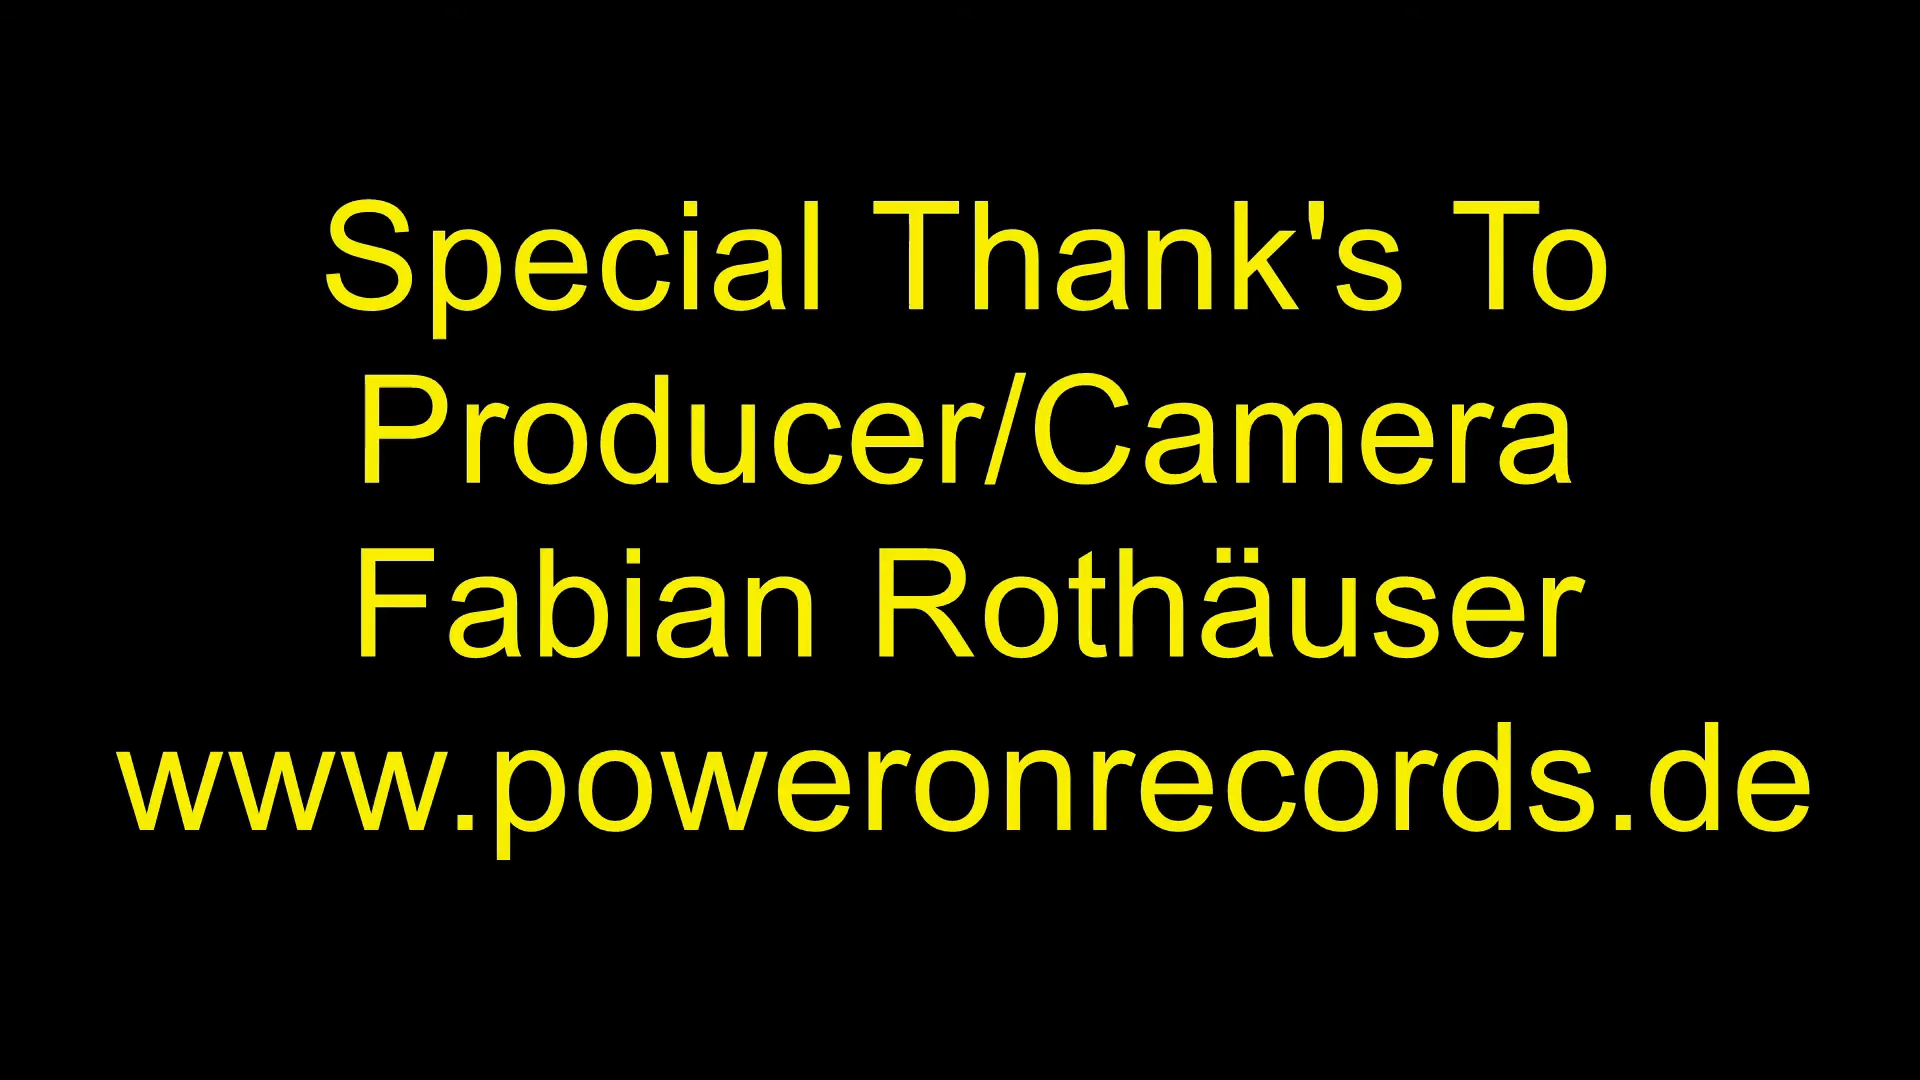 Special Thank's To
Producer/Camera
Fabian Rothäuser
www.poweronrecords.de